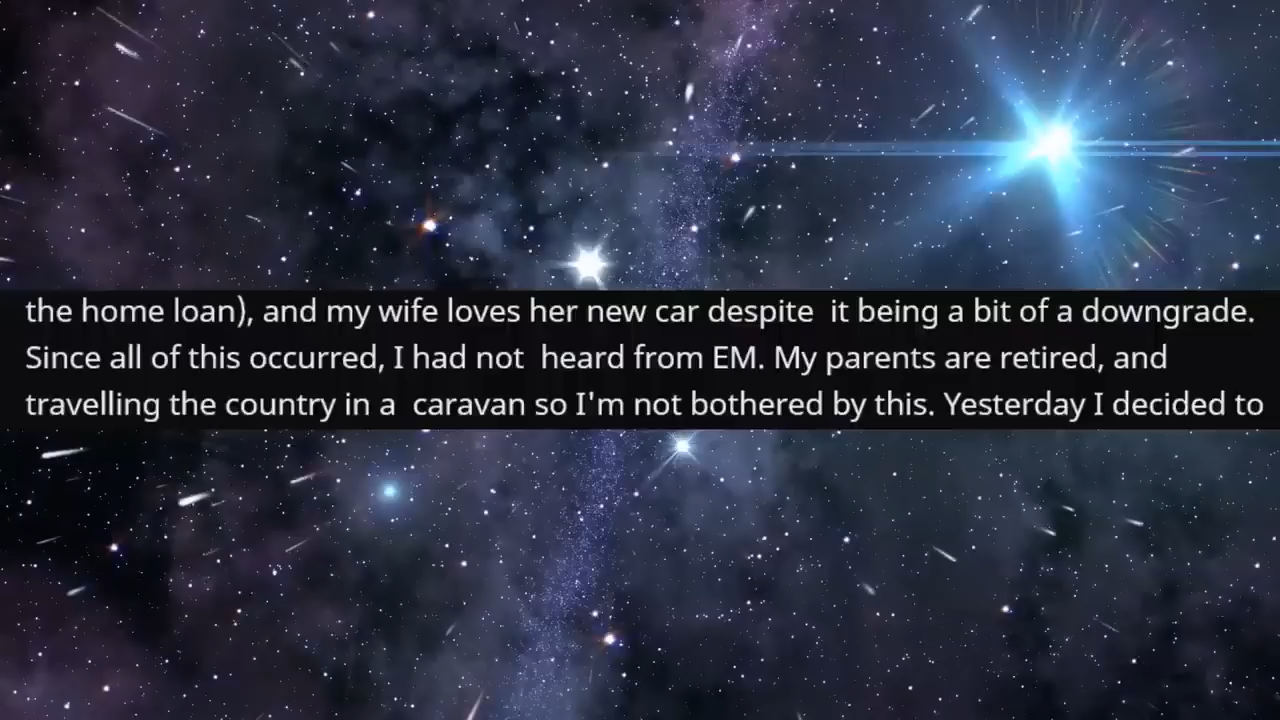 the home loan), and my wife loves her new car despite  it being a bit of a downgrade.
Since all of this occurred, I had not  heard from EM. My parents are retired, and
travelling the country in a  caravan so I'm not bothered by this. Yesterday I decided to